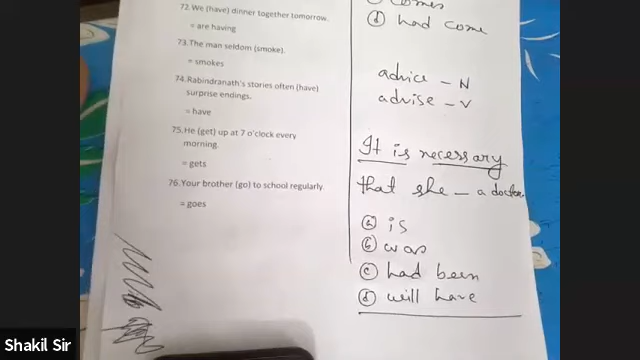 72. We (have) dinner together tomorrow.
= are having
73. The man seldom (smoke).
= smokes
74. Rabindranath's stories often (have)
surprise endings.
= have
75. He (get) up at 7 o'clock every
morning.
= gets
76. Your brother (go) to school regularly.
= goes
ⓓ had come
advice - N
advise - V
It is necessary
that she — a doctor
ⓐ is
ⓑ was
ⓒ had been
ⓓ will have
Shakil Sir